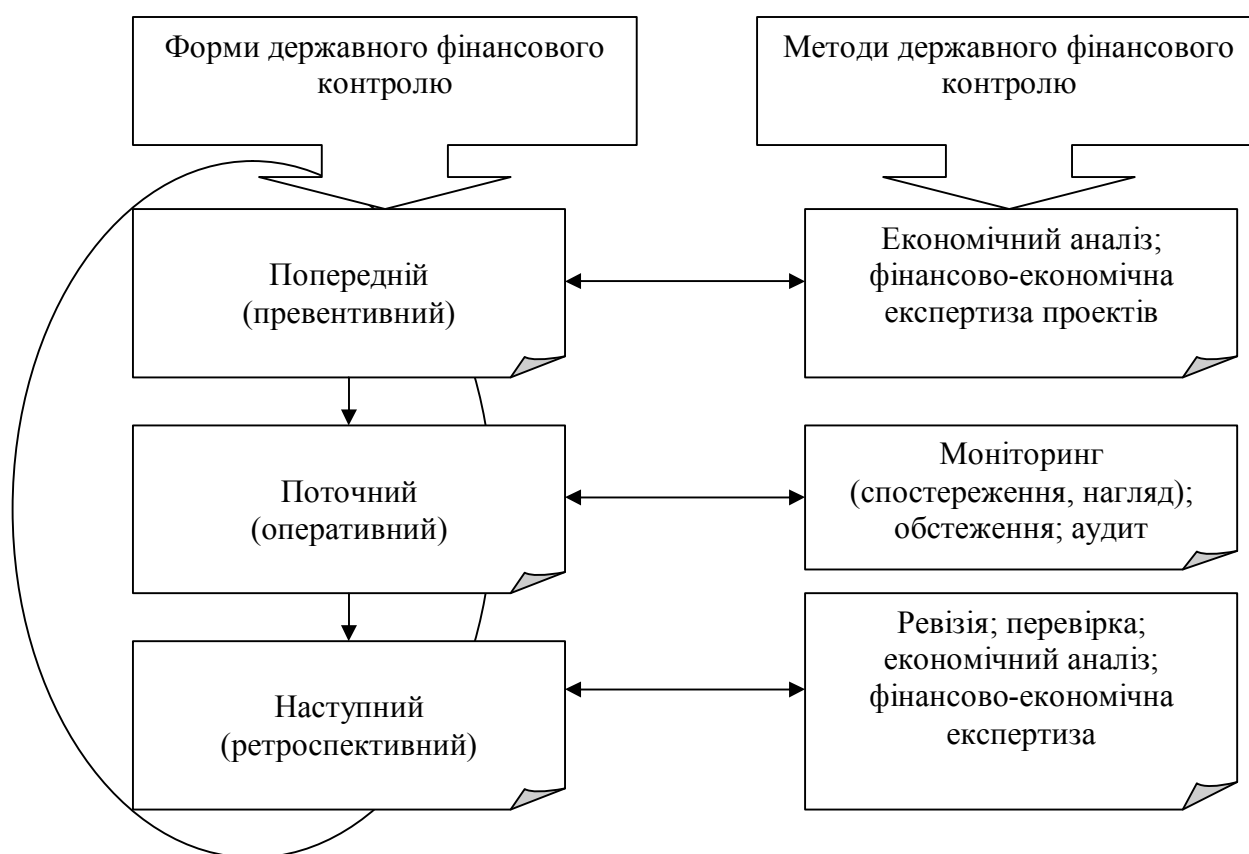 Форми державного фінансового
контролю
Методи державного фінансового
контролю
Попередній
(превентивний)
Економічний аналіз;
фінансово-економічна
експертиза проектів
Поточний
(оперативний)
Моніторинг
(спостереження, нагляд);
обстеження; аудит
Наступний
(ретроспективний)
Ревізія; перевірка;
економічний аналіз;
фінансово-економічна
експертиза